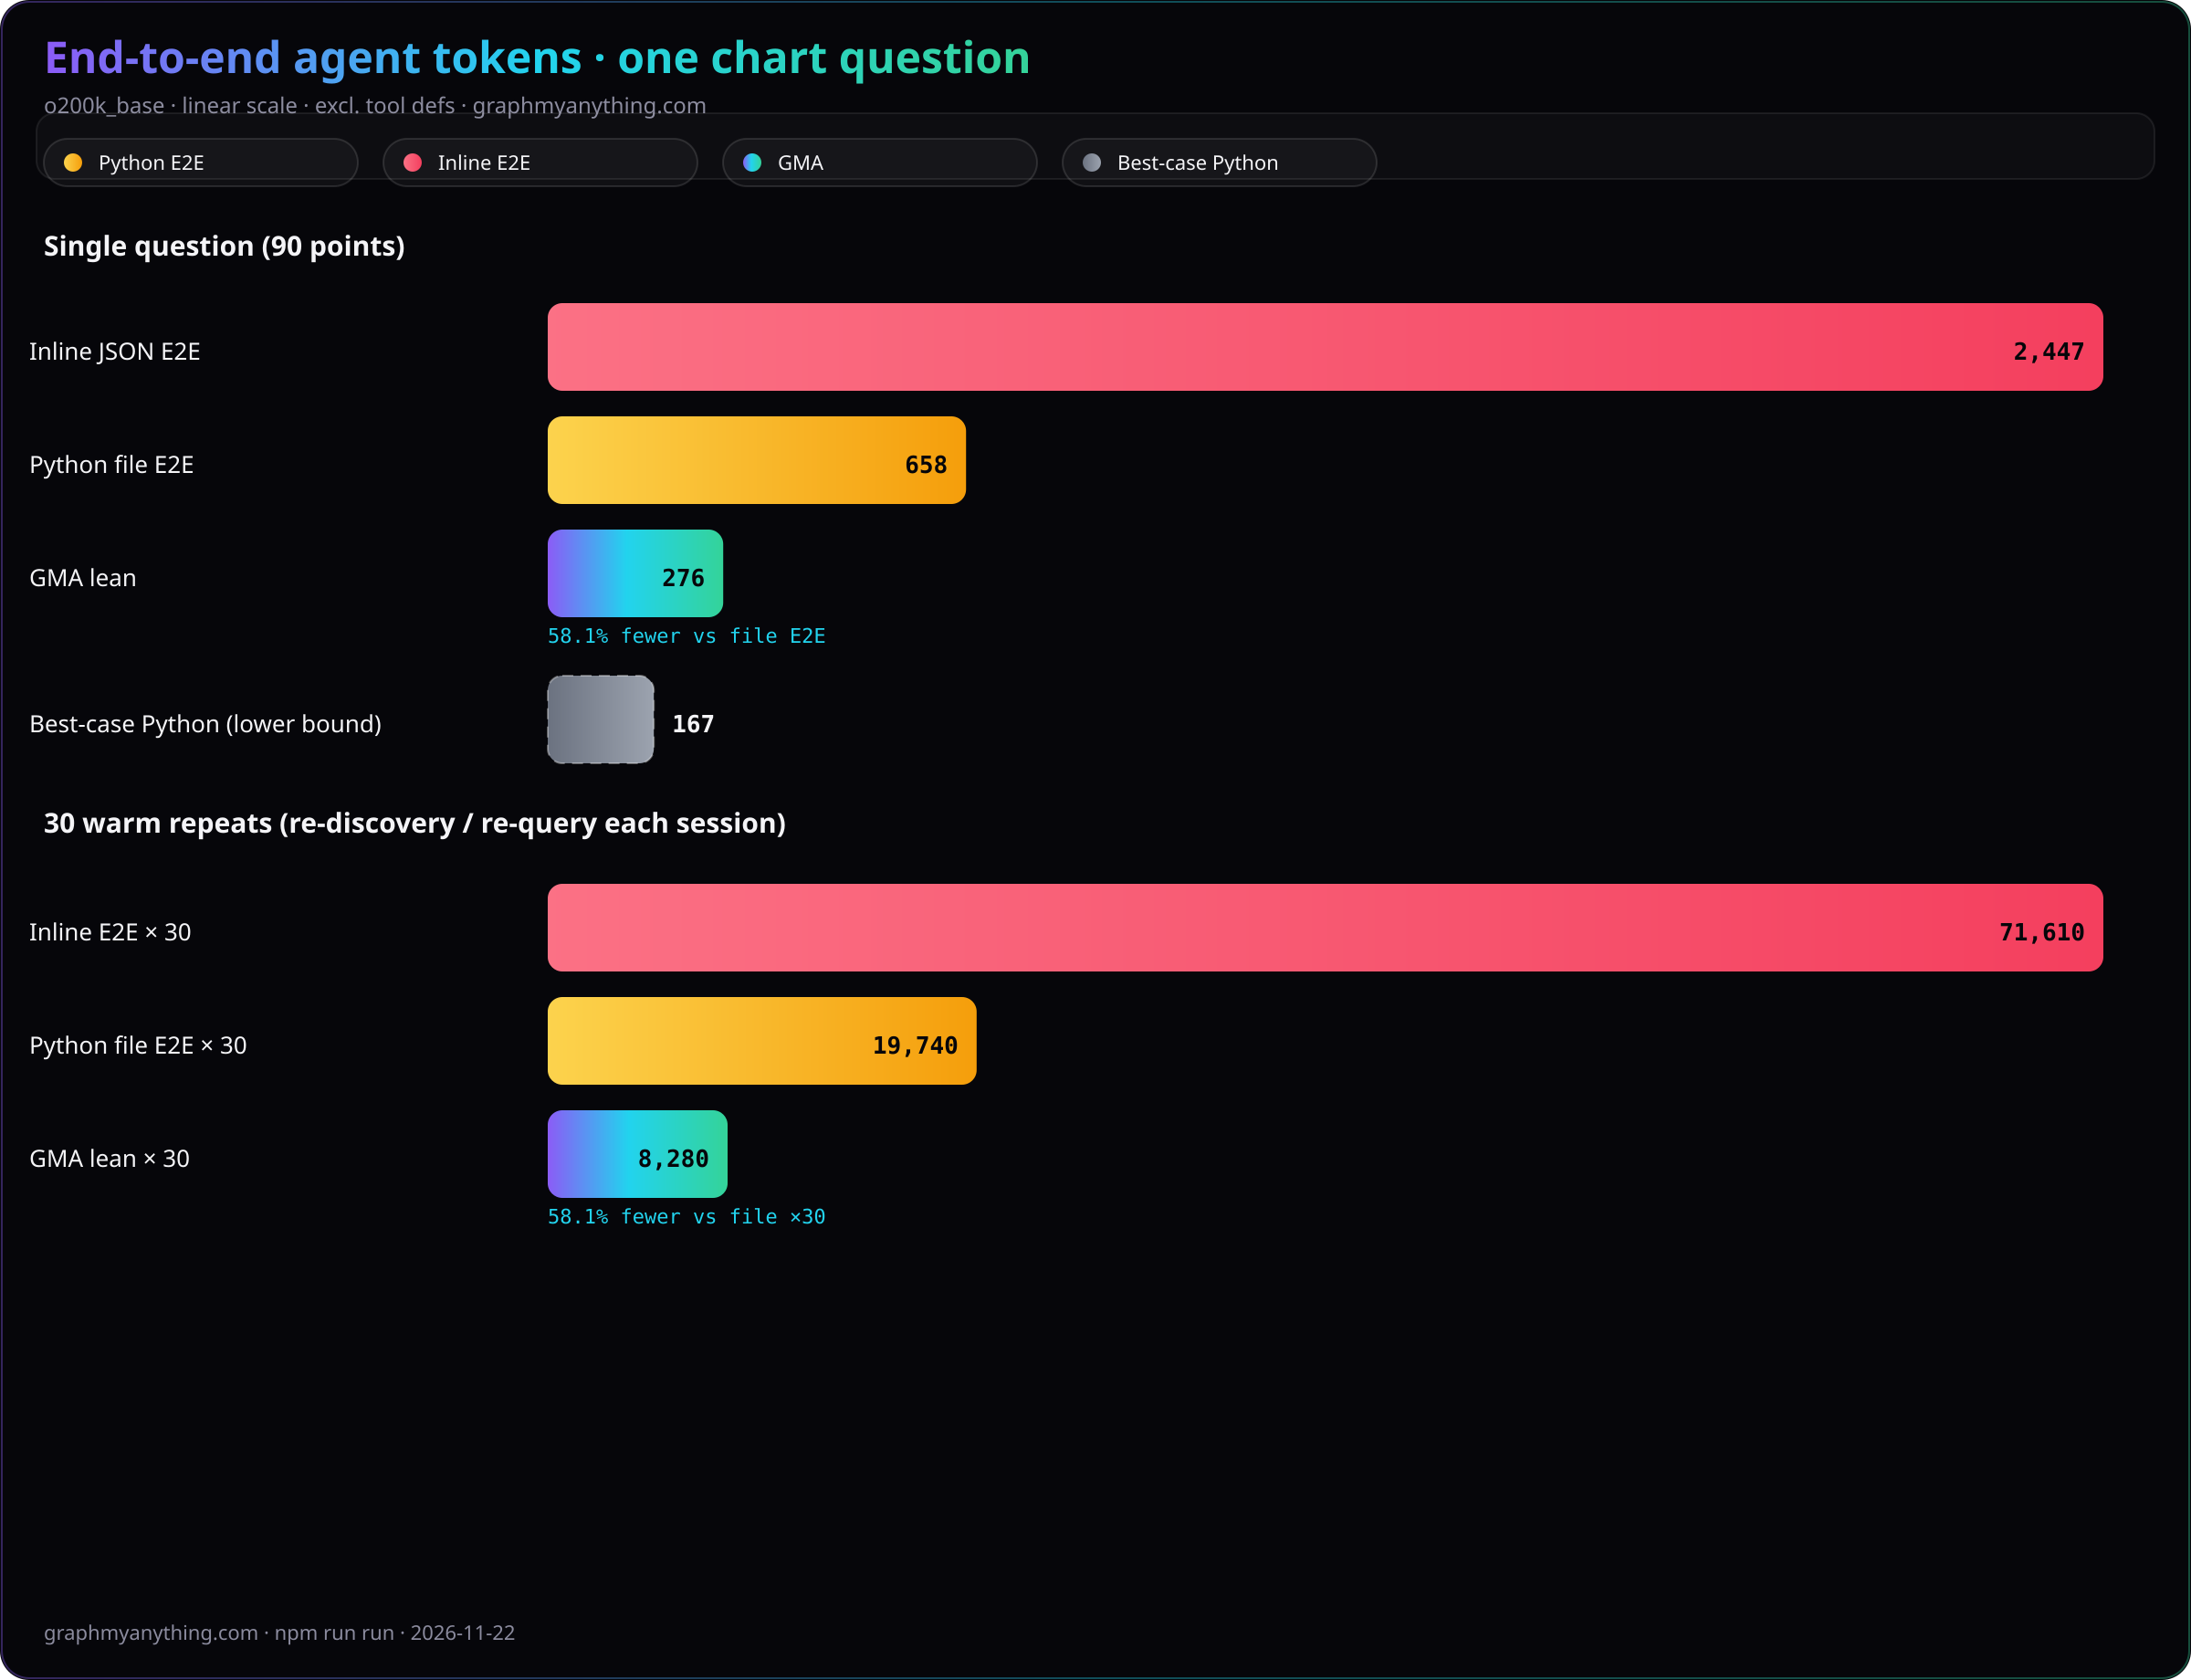 End-to-end agent tokens · one chart question
o200k_base · linear scale · excl. tool defs · graphmyanything.com
Python E2E
Inline E2E
GMA
Best-case Python
Single question (90 points)
Inline JSON E2E
2,447
Python file E2E
658
GMA lean
276
58.1% fewer vs file E2E
Best-case Python (lower bound)
167
30 warm repeats (re-discovery / re-query each session)
Inline E2E × 30
71,610
Python file E2E × 30
19,740
GMA lean × 30
8,280
58.1% fewer vs file ×30
graphmyanything.com · npm run run · 2026-11-22